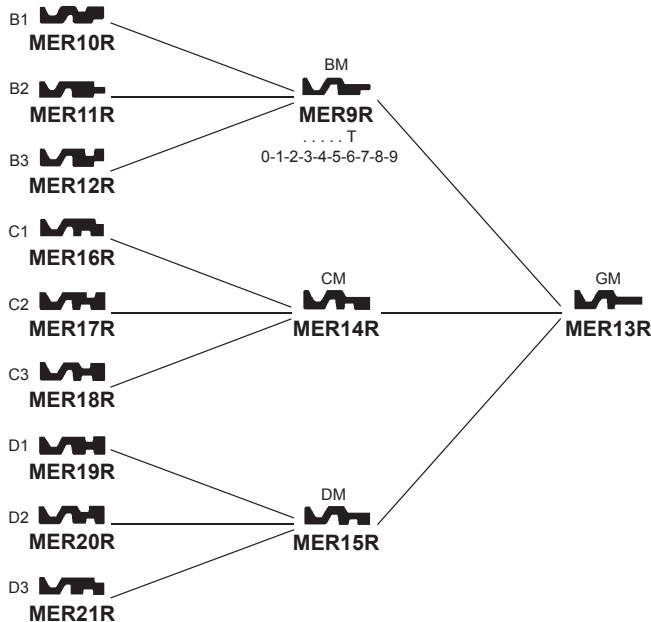 B1
MER10R
B2
MER11R
B3
MER12R
C1
MER16R
C2
MER17R
C3
MER18R
D1
MER19R
D2
MER20R
D3
MER21R
BM
MER9R
. . . . . T
0-1-2-3-4-5-6-7-8-9
CM
MER14R
DM
MER15R
GM
MER13R